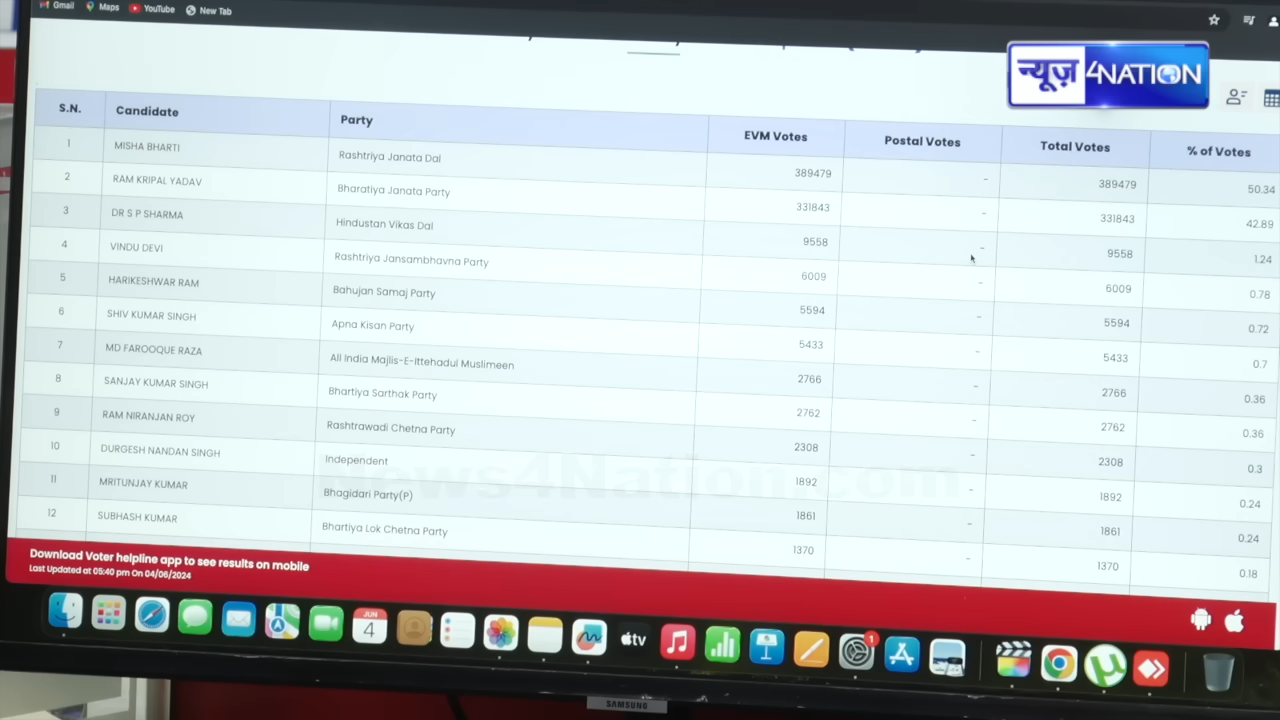 Gmail Maps YouTube New Tab
न्यूज़ 4NATION
S.N. Candidate Party EVM Votes Postal Votes Total Votes % of Votes
1 MISHA BHARTI Rashtriya Janata Dal 389479 - 389479 50.34
2 RAM KRIPAL YADAV Bharatiya Janata Party 331843 - 331843 42.89
3 DR S P SHARMA Hindustan Vikas Dal 9558 - 9558 1.24
4 VINDU DEVI Rashtriya Jansambhavna Party 6009 - 6009 0.78
5 HARIKESHWAR RAM Bahujan Samaj Party 5594 - 5594 0.72
6 SHIV KUMAR SINGH Apna Kisan Party 5433 - 5433 0.7
7 MD FAROOQUE RAZA All India Majlis-E-Ittehadul Muslimeen 2766 - 2766 0.36
8 SANJAY KUMAR SINGH Bhartiya Sarthak Party 2762 - 2762 0.36
9 RAM NIRANJAN ROY Rashtrawadi Chetna Party 2308 - 2308 0.3
10 DURGESH NANDAN SINGH Independent 1892 - 1892 0.24
11 MRITUNJAY KUMAR Bhagidari Party(P) 1861 - 1861 0.24
12 SUBHASH KUMAR Bhartiya Lok Chetna Party 1370 - 1370 0.18
News4Nation.com
Download Voter helpline app to see results on mobile
Last Updated at 05:40 pm On 04/06/2024
JUN
4
tv
1
SAMSUNG